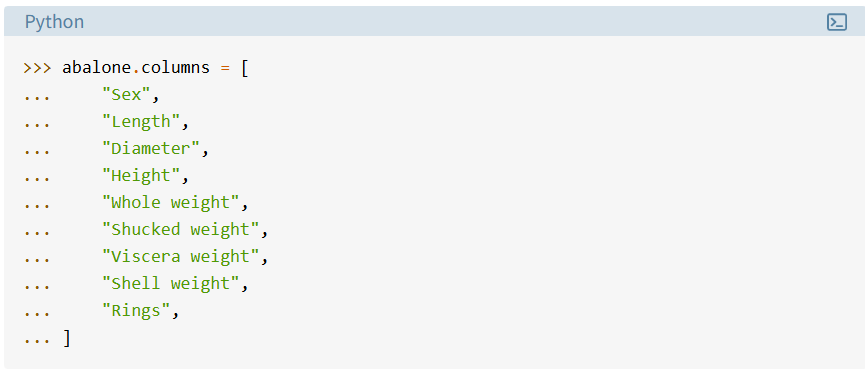 Python
>>> abalone.columns = [
...     "Sex",
...     "Length",
...     "Diameter",
...     "Height",
...     "Whole weight",
...     "Shucked weight",
...     "Viscera weight",
...     "Shell weight",
...     "Rings",
... ]